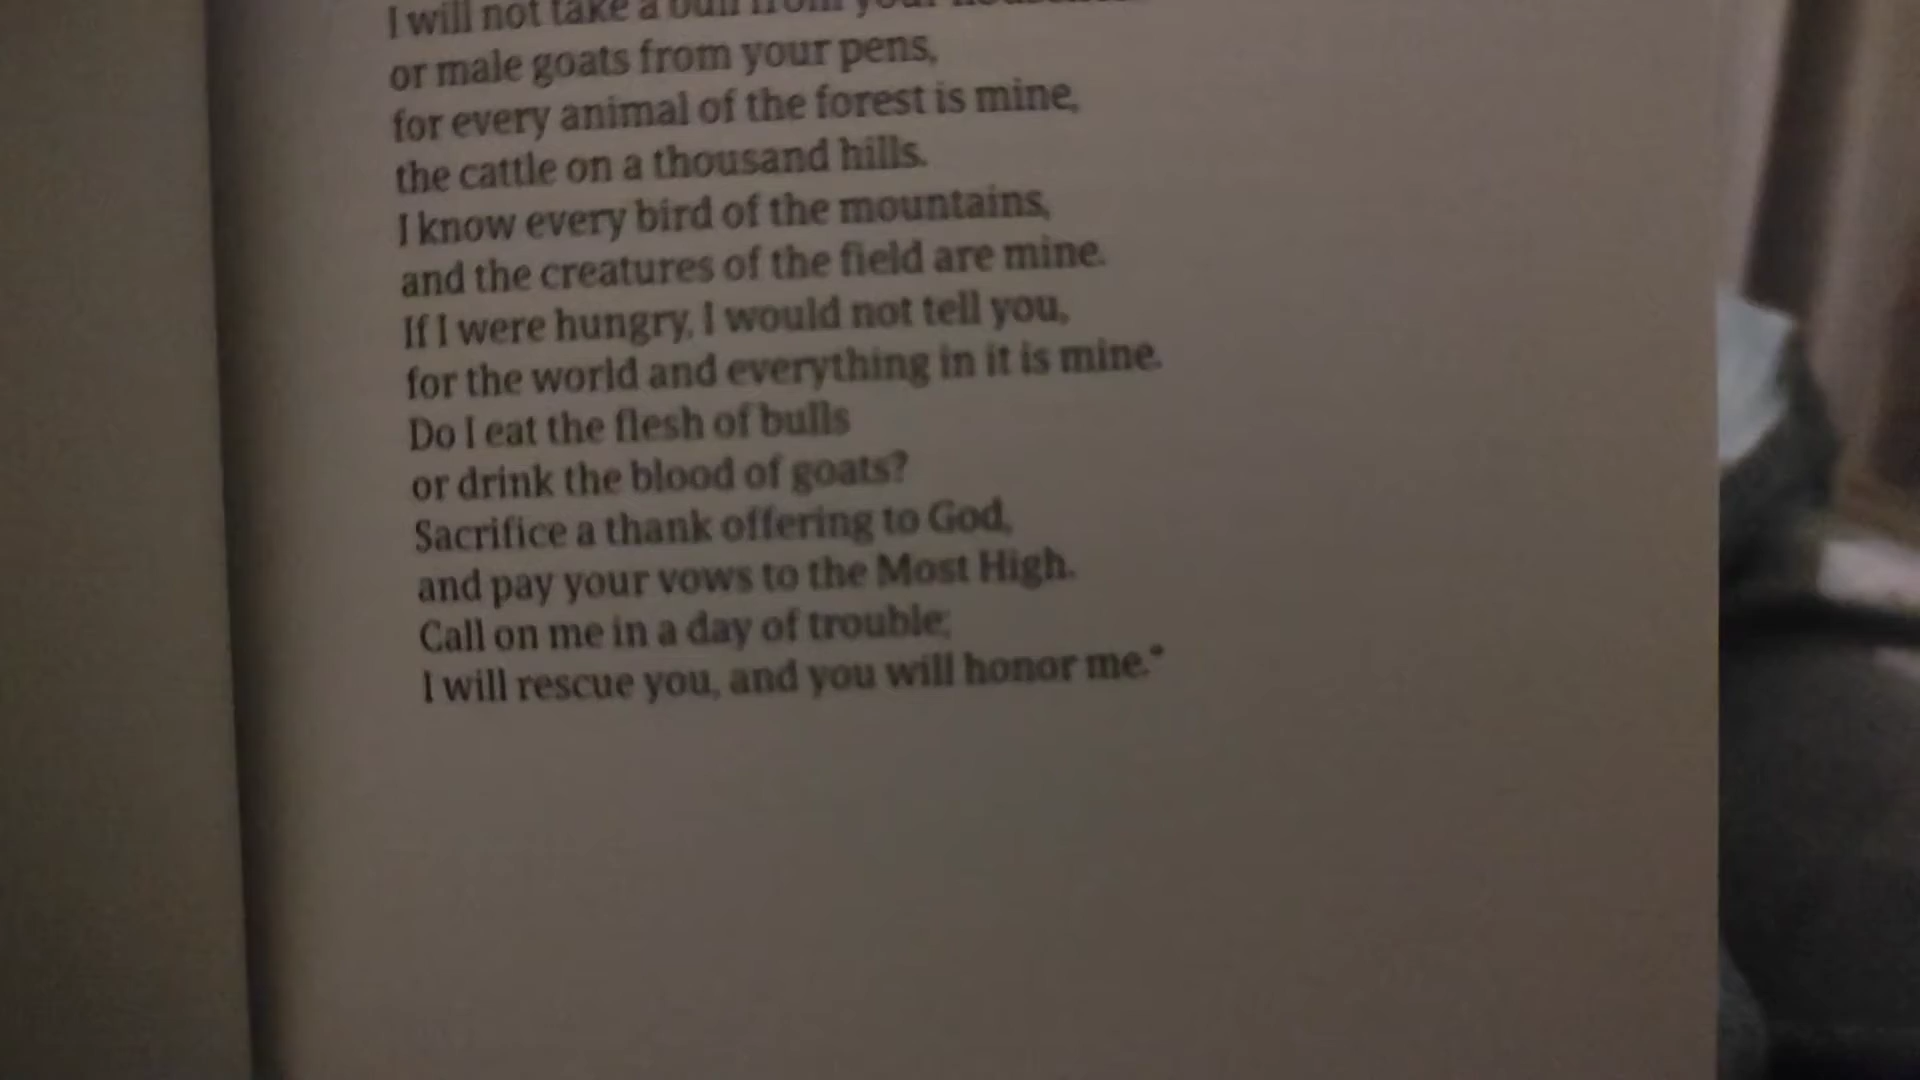 I will not take a bull from your
or male goats from your pens,
for every animal of the forest is mine,
the cattle on a thousand hills.
I know every bird of the mountains,
and the creatures of the field are mine.
If I were hungry, I would not tell you,
for the world and everything in it is mine.
Do I eat the flesh of bulls
or drink the blood of goats?
Sacrifice a thank offering to God,
and pay your vows to the Most High.
Call on me in a day of trouble;
I will rescue you, and you will honor me."